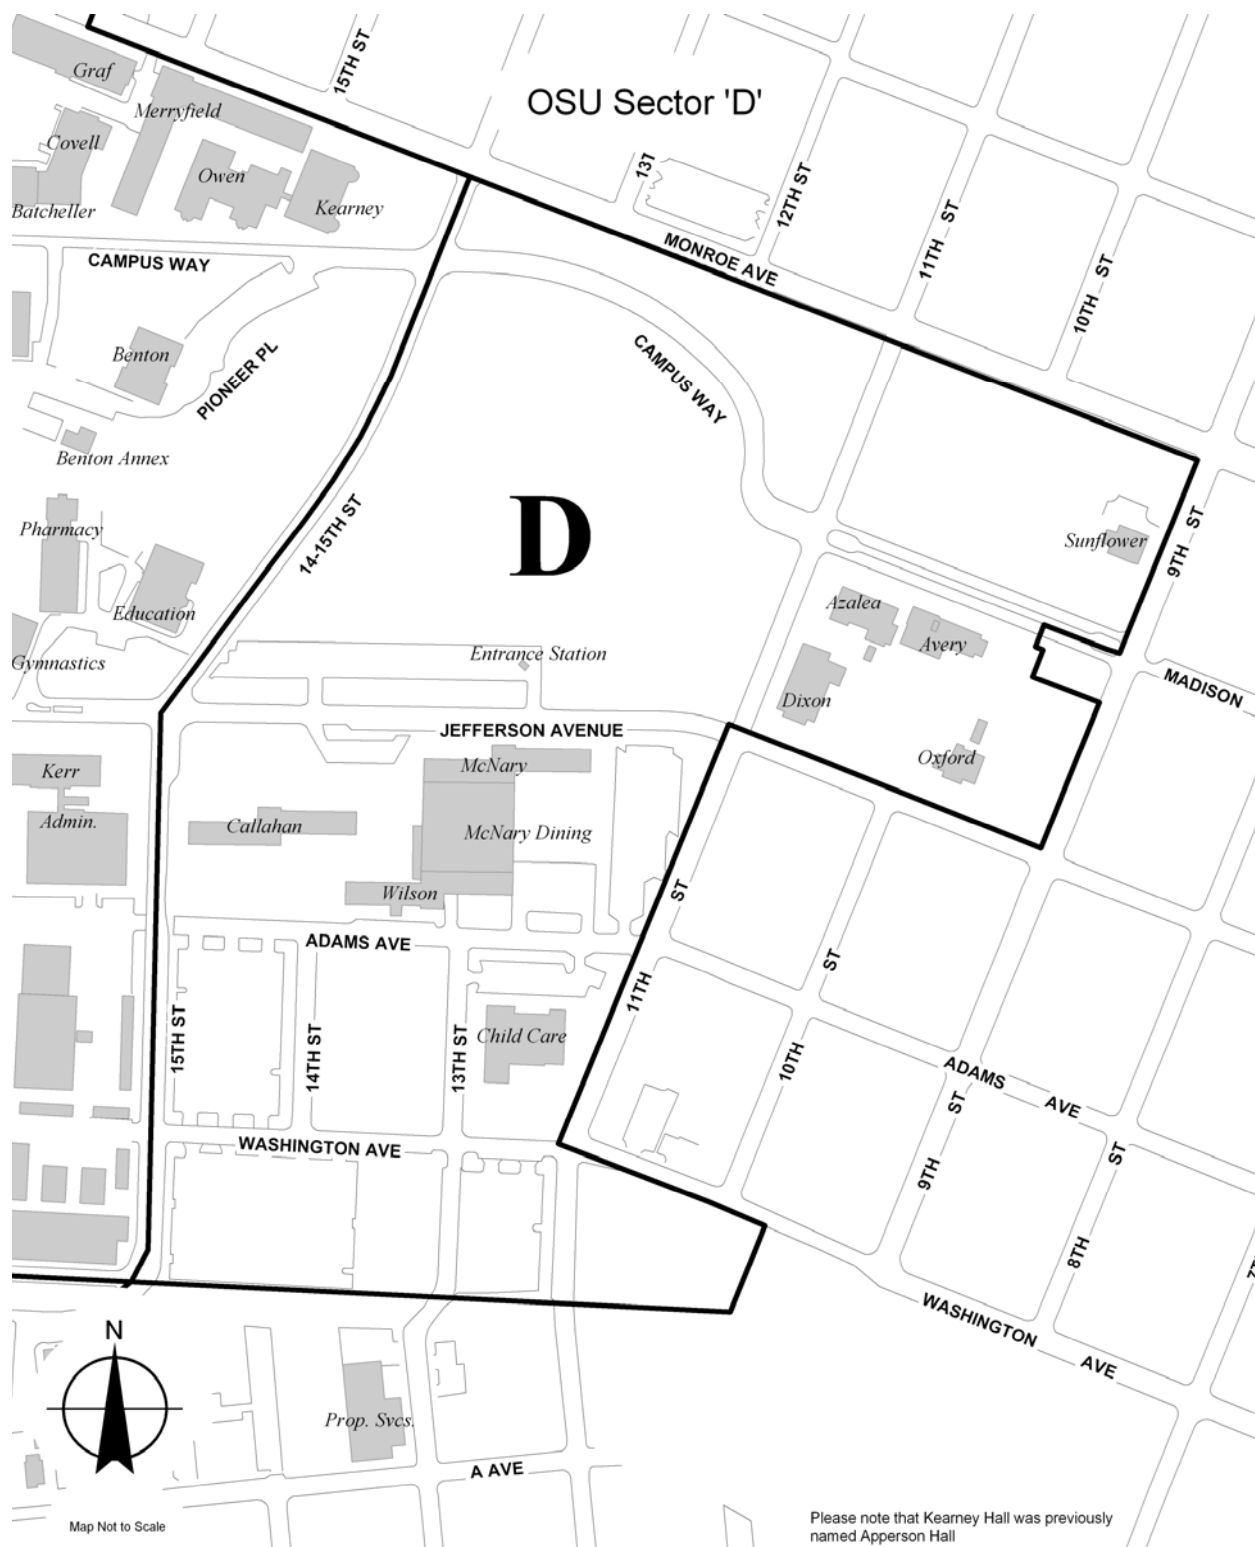 15TH ST
OSU Sector 'D'
Graf
Merryfield
Covell
Owen
Batcheller
Kearney
13T
12TH ST
11TH ST
10TH ST
MONROE AVE
CAMPUS WAY
CAMPUS WAY
Benton
PIONEER PL
Benton Annex
D
14-15TH ST
Pharmacy
Sunflower
9TH ST
Education
Azalea
Avery
Gymnastics
Entrance Station
MADISON
Dixon
JEFFERSON AVENUE
Oxford
Kerr
Admin.
McNary
Callahan
McNary Dining
Wilson
ADAMS AVE
11TH ST
10TH ST
15TH ST
14TH ST
13TH ST
Child Care
ADAMS AVE
WASHINGTON AVE
9TH ST
8TH ST
WASHINGTON AVE
N
Prop. Svcs.
A AVE
Map Not to Scale
Please note that Kearney Hall was previously
named Apperson Hall